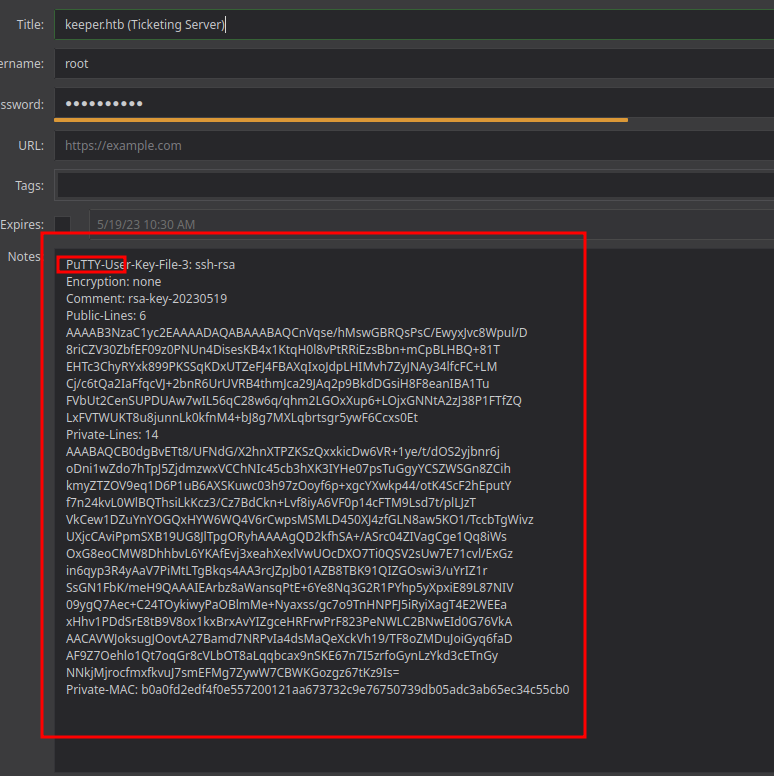 Title: keeper.htb (Ticketing Server)
ername: root
ssword: ●●●●●●●●●●
URL: https://example.com
Tags:
Expires: 5/19/23 10:30 AM
Notes: PuTTY-User-Key-File-3: ssh-rsa
Encryption: none
Comment: rsa-key-20230519
Public-Lines: 6
AAAAB3NzaC1yc2EAAAADAQABAAABAQCnVqse/hMswGBRQsPsC/EwyxJvc8Wpul/D
8riCZV30ZbfEF09z0PNUn4DisesKB4x1KtqH0l8vPtRRiEzsBbn+mCpBLHBQ+81T
EHTc3ChyRYxk899PKSSqKDxUTZeFJ4FBAXqIxoJdpLHIMvh7ZyJNAy34lfcFC+LM
Cj/c6tQa2IaFfqcVJ+2bnR6UrUVRB4thmJca29JAq2p9BkdDGsiH8F8eanIBA1Tu
FVbUt2CenSUPDUAw7wIL56qC28w6q/qhm2LGOxXup6+LOjxGNNtA2zJ38P1FTfZQ
LxFVTWUKT8u8junnLk0kfnM4+bJ8g7MXLqbrtsgr5ywF6Ccxs0Et
Private-Lines: 14
AAABAQCB0dgBvETt8/UFNdG/X2hnXTPZKSzQxxkicDw6VR+1ye/t/dOS2yjbnr6j
oDni1wZdo7hTpJ5ZjdmzwxVCChNIc45cb3hXK3IYHe07psTuGgyYCSZWSGn8ZCih
kmyZTZOV9eq1D6P1uB6AXSKuwc03h97zOoyf6p+xgcYXwkp44/otK4ScF2hEputY
f7n24kvL0WlBQThsiLkKcz3/Cz7BdCkn+Lvf8iyA6VF0p14cFTM9Lsd7t/plLJzT
VkCew1DZuYnYOGQxHYW6WQ4V6rCwpsMSMLD450XJ4zfGLN8aw5KO1/TccbTgWivz
UXjcCAviPpmSXB19UG8JlTpgORyhAAAAgQD2kfhSA+/ASrc04ZIVagCge1Qq8iWs
OxG8eoCMW8DhhbvL6YKAfEvj3xeahXexlVwUOcDXO7Ti0QSV2sUw7E71cvl/ExGz
in6qyp3R4yAaV7PiMtLTgBkqs4AA3rcJZpJb01AZB8TBK91QIZGOswi3/uYrIZ1r
SsGN1FbK/meH9QAAAIEArbz8aWansqPtE+6Ye8Nq3G2R1PYhp5yXpxiE89L87NIV
09ygQ7Aec+C24TOykiwyPaOBlmMe+Nyaxss/gc7o9TnHNPFJ5iRyiXagT4E2WEEa
xHhv1PDdSrE8tB9V8ox1kxBrxAvYIZgceHRFrwPrF823PeNWLC2BNwEId0G76VkA
AACAVWJoksugJOovtA27Bamd7NRPvIa4dsMaQeXckVh19/TF8oZMDuJoiGyq6faD
AF9Z7Oehlo1Qt7oqGr8cVLbOT8aLqqbcax9nSKE67n7I5zrfoGynLzYkd3cETnGy
NNkjMjrocfmxfkvuJ7smEFMg7ZywW7CBWKGozgz67tKz9Is=
Private-MAC: b0a0fd2edf4f0e557200121aa673732c9e76750739db05adc3ab65ec34c55cb0